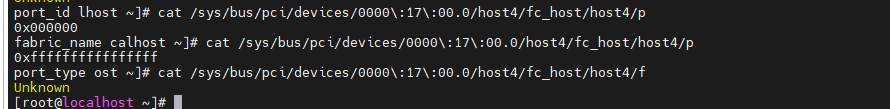 Unknown
port_id lhost ~]# cat /sys/bus/pci/devices/0000\:17\:00.0/host4/fc_host/host4/p
0x000000
fabric_name calhost ~]# cat /sys/bus/pci/devices/0000\:17\:00.0/host4/fc_host/host4/p
0xffffffffffffffff
port_type ost ~]# cat /sys/bus/pci/devices/0000\:17\:00.0/host4/fc_host/host4/f
Unknown
[root@localhost ~]#